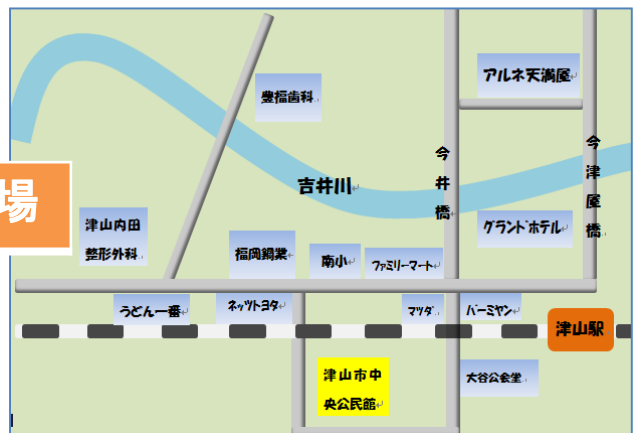 アルネ天満屋
豊福歯科
今井橋
今津屋橋
吉井川
場
津山内田
整形外科
グランドホテル
福岡鋼業
南小
ファミリーマート
うどん一番
ネッツトヨタ
マツダ
バーミヤン
津山駅
津山市中
央公民館
大谷公会堂